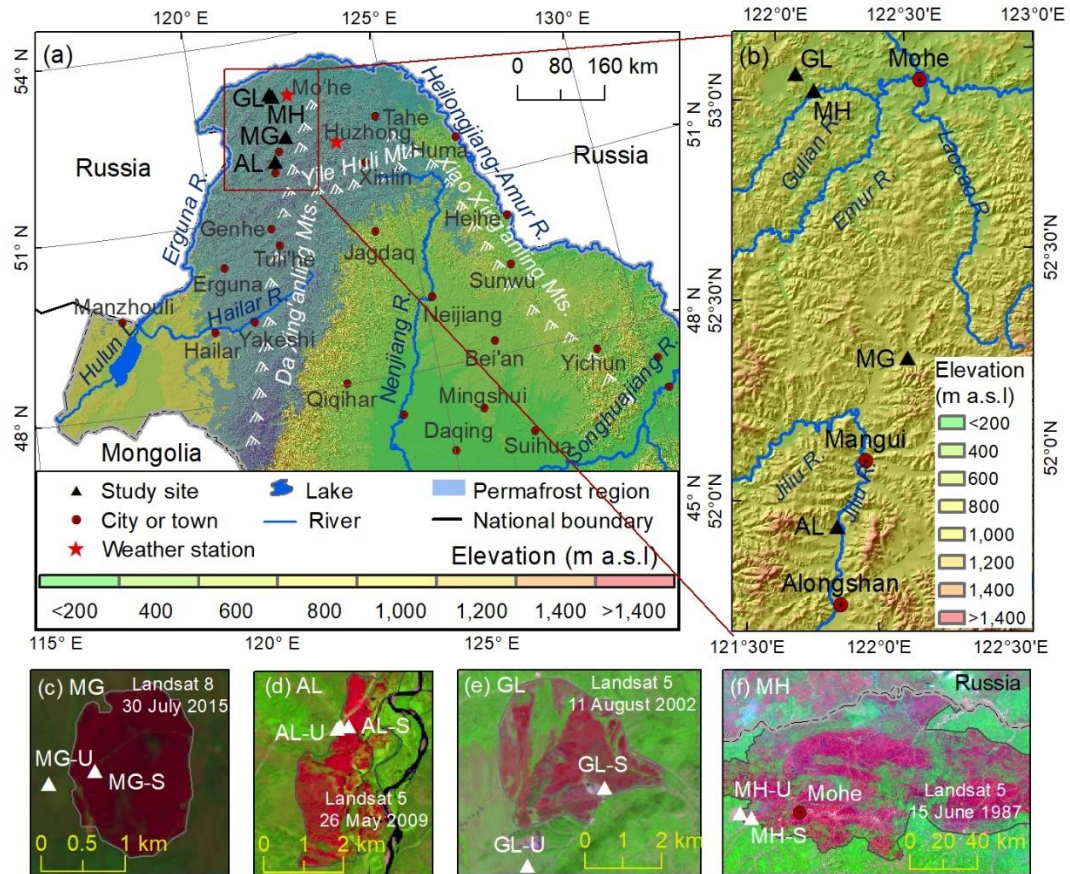 120° E
125° E
130° E
(a)
0 80 160 km
54° N
Mo'he
GL
MH
MG
AL
Huzhong
Tahe
Huma
Heilongjiang-Amur R.
51° N
Russia
Russia
Yile Huli Mt.
Xinlin
Xiao Xing'anling Mts.
Erguna R.
Genhe
Tuli'he
Jagdaq
Heihe
Sunwu
51° N
Erguna
Hailar R.
Da Xing'anling Mts.
Manzhouli
Hulun L.
Hailar
Yakeshi
Neijiang
Nenjiang R.
Bei'an
Yichun
48° N
Qiqihar
Mingshui
Daqing
Suihua
Songhuajiang R.
48° N
Mongolia
45° N
Study site
Lake
Permafrost region
City or town
River
National boundary
Weather station
Elevation (m a.s.l)
<200 400 600 800 1,000 1,200 1,400 >1,400
115° E
120° E
125° E
122°0'E
122°30'E
123°0'E
(b)
GL
Mohe
MH
53°0'N
Gulian R.
Emur R.
Laocao R.
52°30'N
52°30'N
MG
Elevation
(m a.s.l)
<200
400
600
800
1,000
1,200
1,400
>1,400
Mangui
52°0'N
Jiliu R.
Jiliu R.
52°0'N
AL
Alongshan
121°30'E
122°0'E
122°30'E
(c) MG
Landsat 8
30 July 2015
MG-U
MG-S
0 0.5 1 km
(d) AL
AL-U
AL-S
Landsat 5
26 May 2009
0 1 2 km
(e) GL
Landsat 5
11 August 2002
GL-S
GL-U
0 1 2 km
(f) MH
Russia
MH-U
Mohe
MH-S
Landsat 5
15 June 1987
0 20 40 km